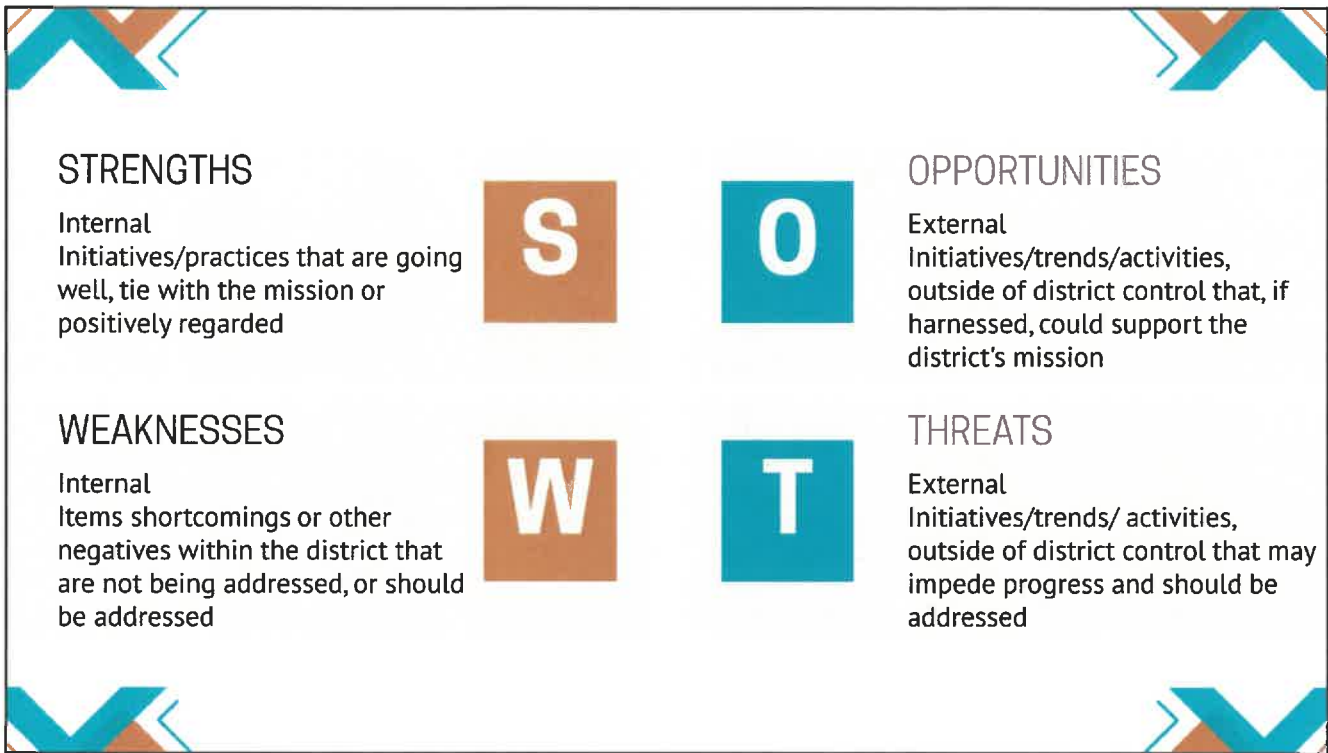 STRENGTHS
Internal
Initiatives/practices that are going
well, tie with the mission or
positively regarded
S
WEAKNESSES
Internal
Items shortcomings or other
negatives within the district that
are not being addressed, or should
be addressed
W
O
OPPORTUNITIES
External
Initiatives/trends/activities,
outside of district control that, if
harnessed, could support the
district's mission
T
THREATS
External
Initiatives/trends/ activities,
outside of district control that may
impede progress and should be
addressed